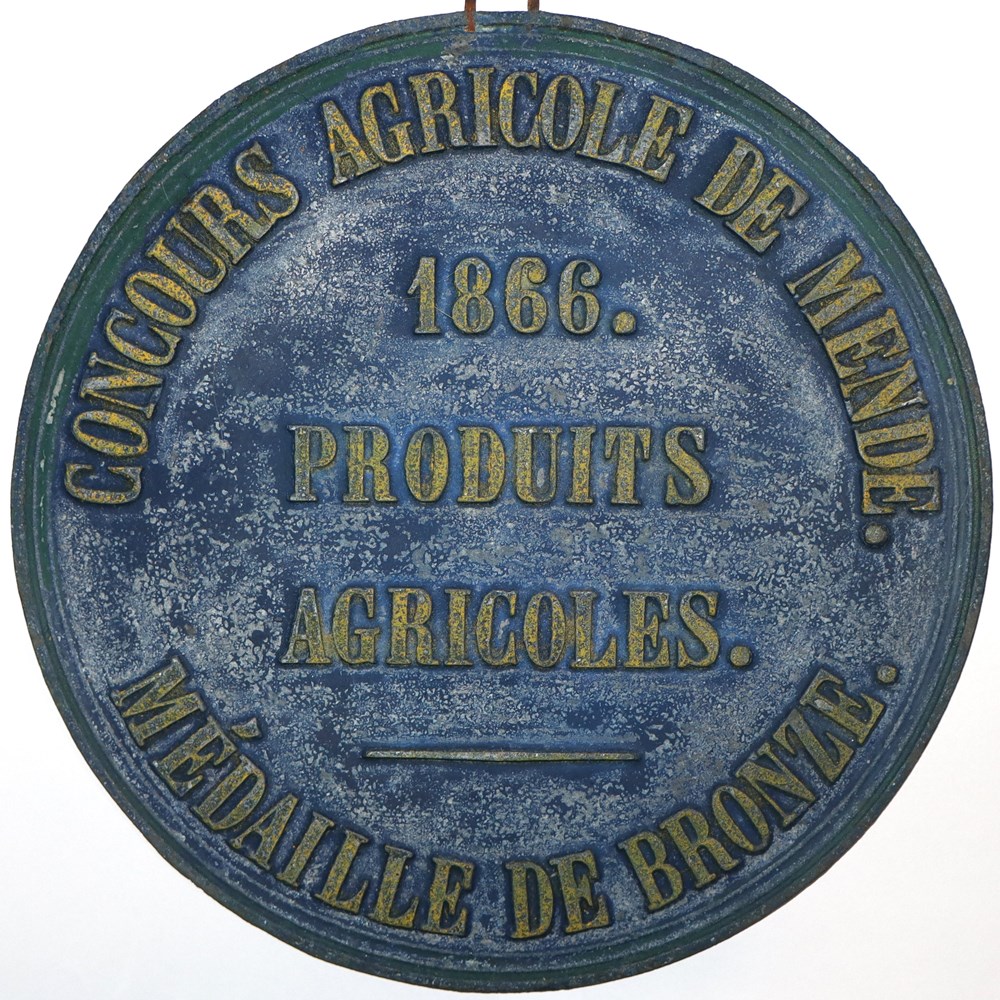 CONCOURS AGRICOLE DE MENDE.
1866.
PRODUITS
AGRICOLES.
MÉDAILLE DE BRONZE.